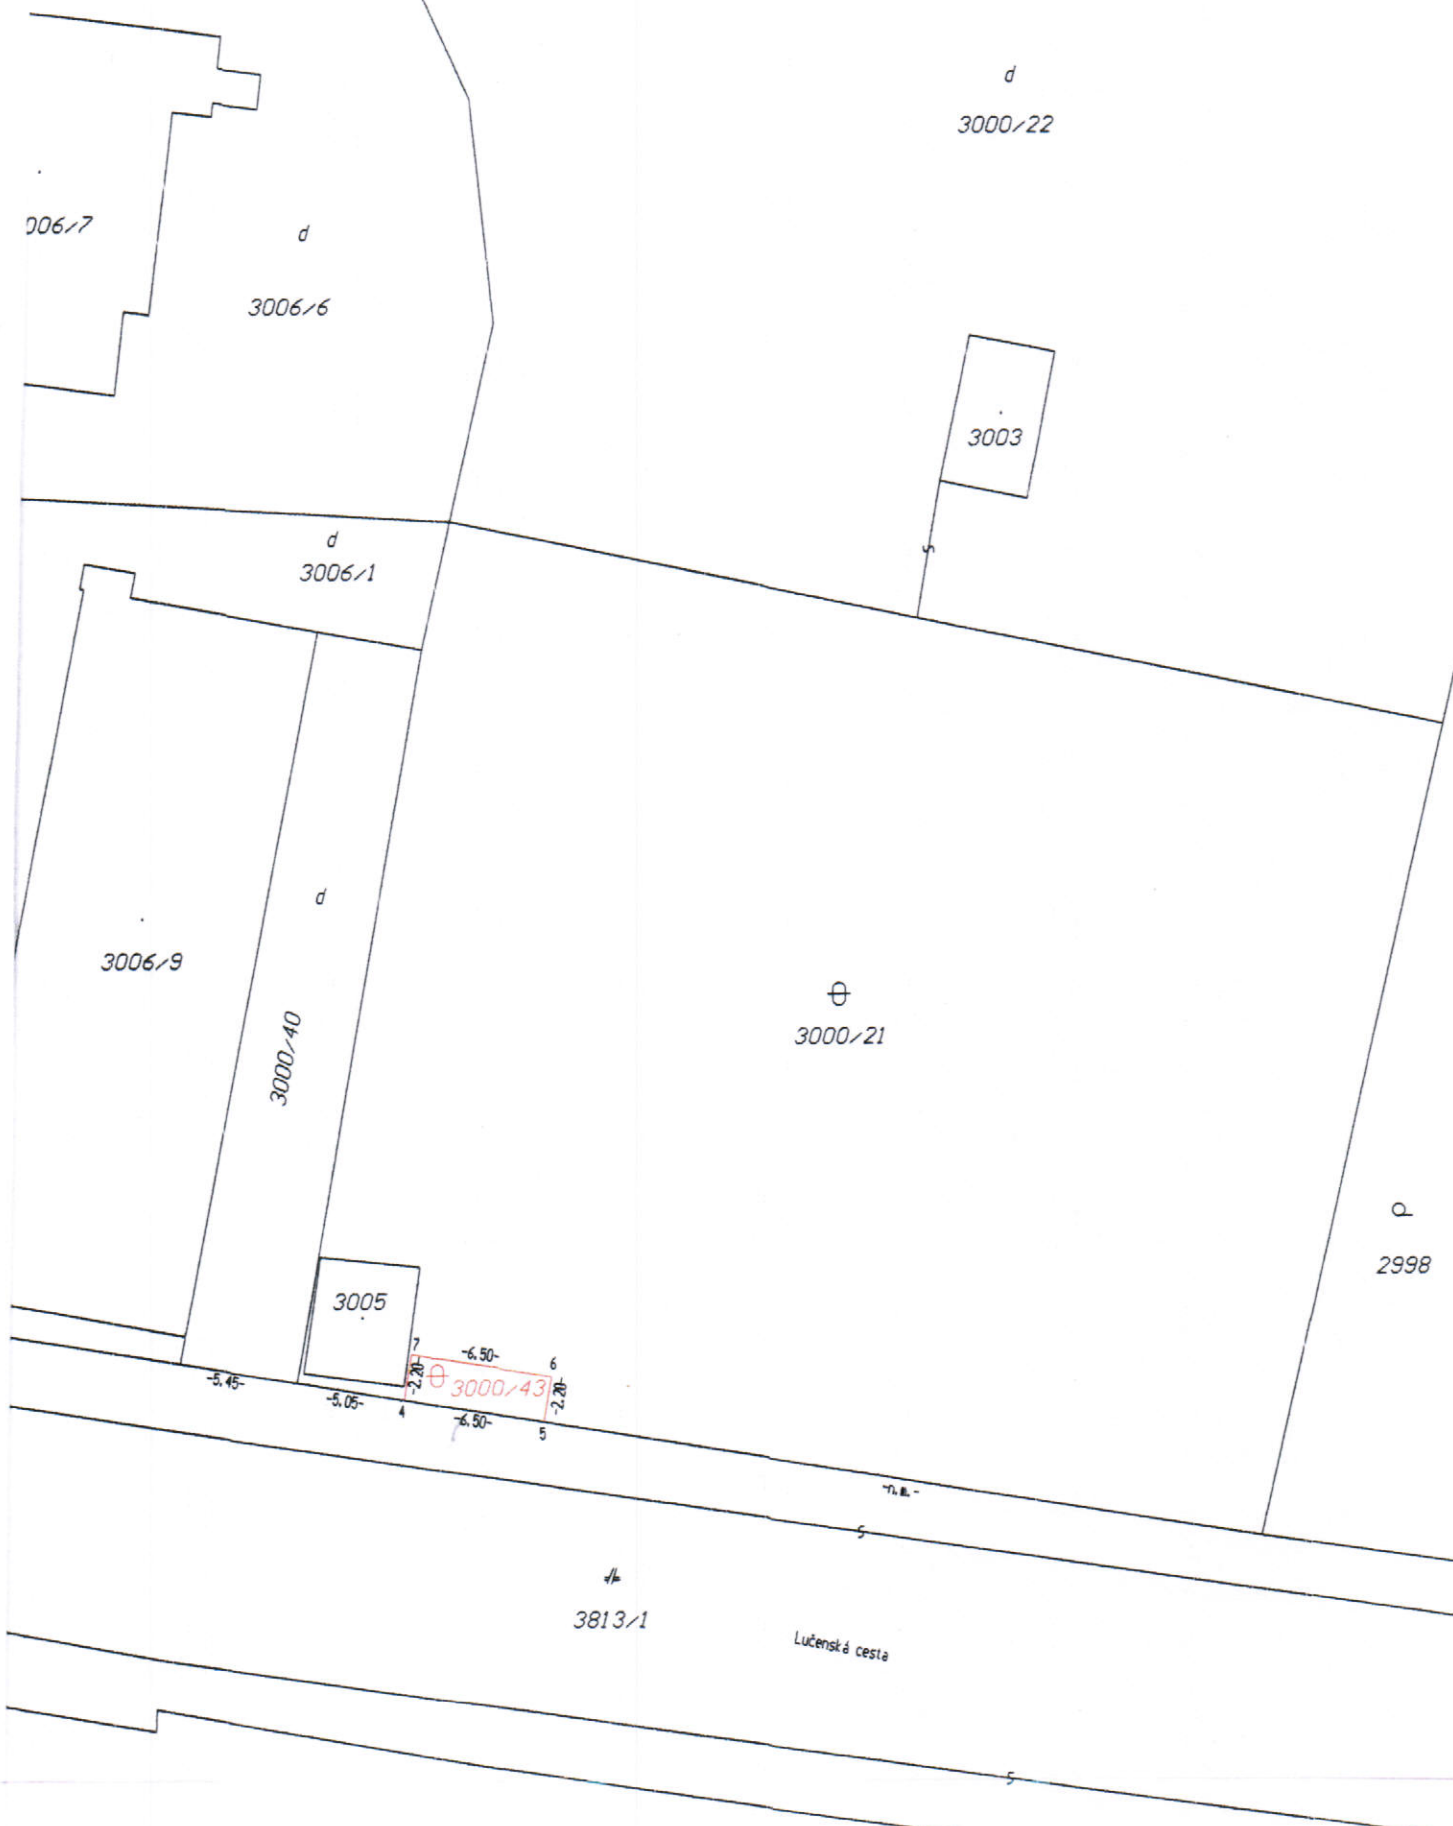 d
3000/22
006/7
d
3006/6
3003
s
d
3006/1
d
3006/9
3000/40
3000/21
d
2998
3005
7
-6.50-
6
-2.20-
3000/43
-2.20-
-5.45-
-5.05-
4
-6.50-
5
-n.m.-
s
3813/1
Lučenská cesta
s